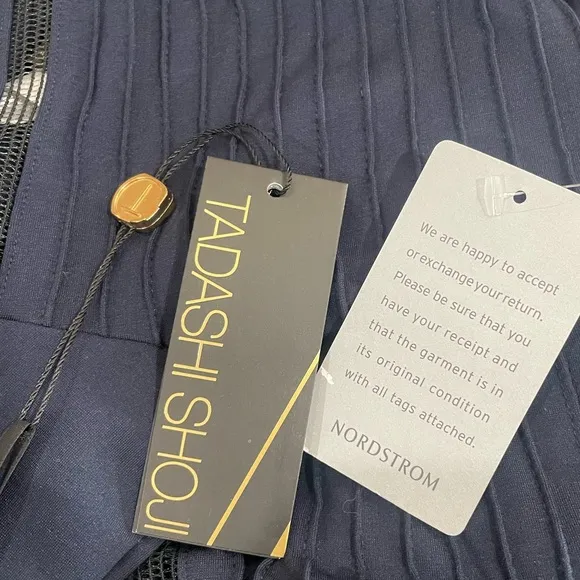 TADASHI SHOJI
We are happy to accept
or exchange your return.
Please be sure that you
have your receipt and
that the garment is in
its original condition
with all tags attached.
NORDSTROM